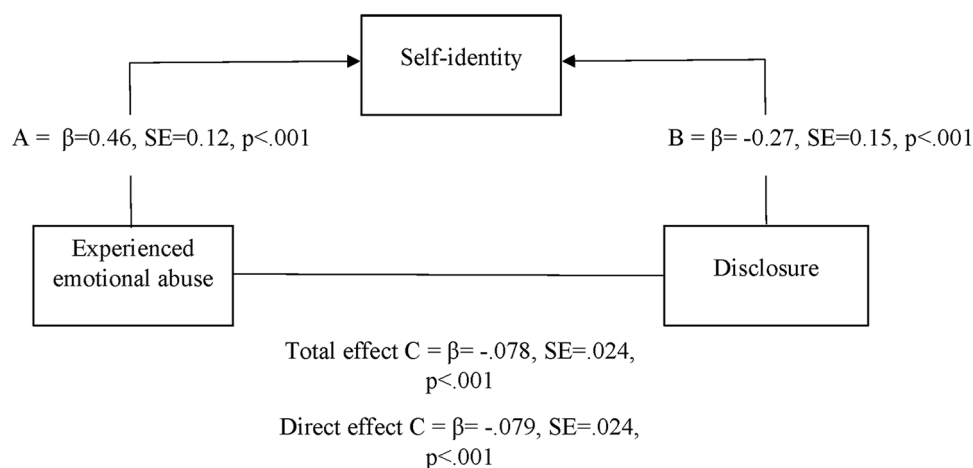 Self-identity
A =  β=0.46, SE=0.12, p<.001
B = β= -0.27, SE=0.15, p<.001
Experienced
emotional abuse
Disclosure
Total effect C = β= -.078, SE=.024,
p<.001
Direct effect C = β= -.079, SE=.024,
p<.001